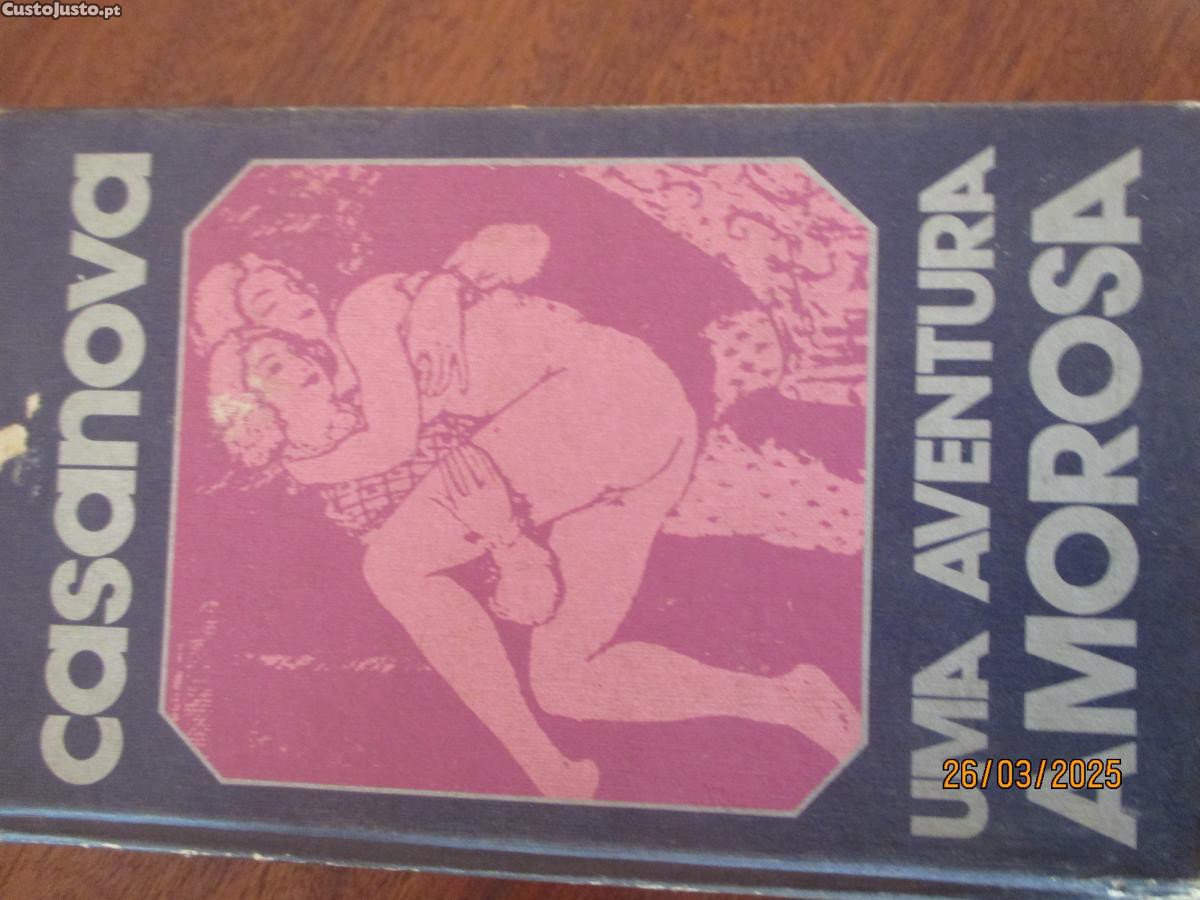 CustoJusto.pt
casanova
UMA AVENTURA
AMOROSA
26/03/2025